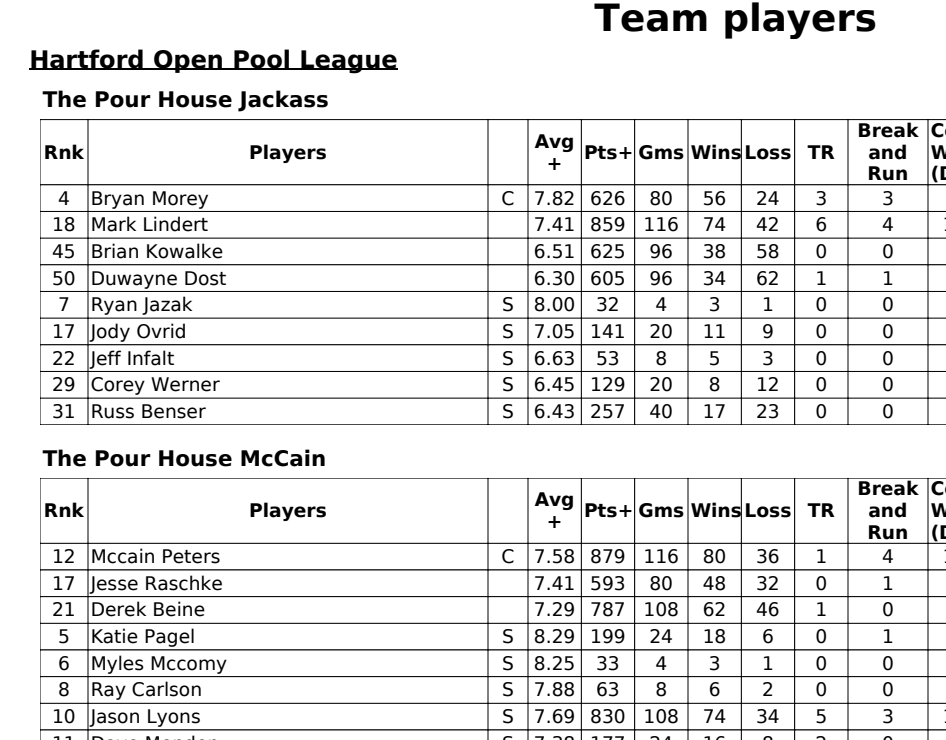 Team players
Hartford Open Pool League
The Pour House Jackass
Rnk Players Avg + Pts+ Gms Wins Loss TR Break and Run
4 Bryan Morey C 7.82 626 80 56 24 3 3
18 Mark Lindert 7.41 859 116 74 42 6 4
45 Brian Kowalke 6.51 625 96 38 58 0 0
50 Duwayne Dost 6.30 605 96 34 62 1 1
7 Ryan Jazak S 8.00 32 4 3 1 0 0
17 Jody Ovrid S 7.05 141 20 11 9 0 0
22 Jeff Infalt S 6.63 53 8 5 3 0 0
29 Corey Werner S 6.45 129 20 8 12 0 0
31 Russ Benser S 6.43 257 40 17 23 0 0
The Pour House McCain
Rnk Players Avg + Pts+ Gms Wins Loss TR Break and Run
12 Mccain Peters C 7.58 879 116 80 36 1 4
17 Jesse Raschke 7.41 593 80 48 32 0 1
21 Derek Beine 7.29 787 108 62 46 1 0
5 Katie Pagel S 8.29 199 24 18 6 0 1
6 Myles Mccomy S 8.25 33 4 3 1 0 0
8 Ray Carlson S 7.88 63 8 6 2 0 0
10 Jason Lyons S 7.69 830 108 74 34 5 3